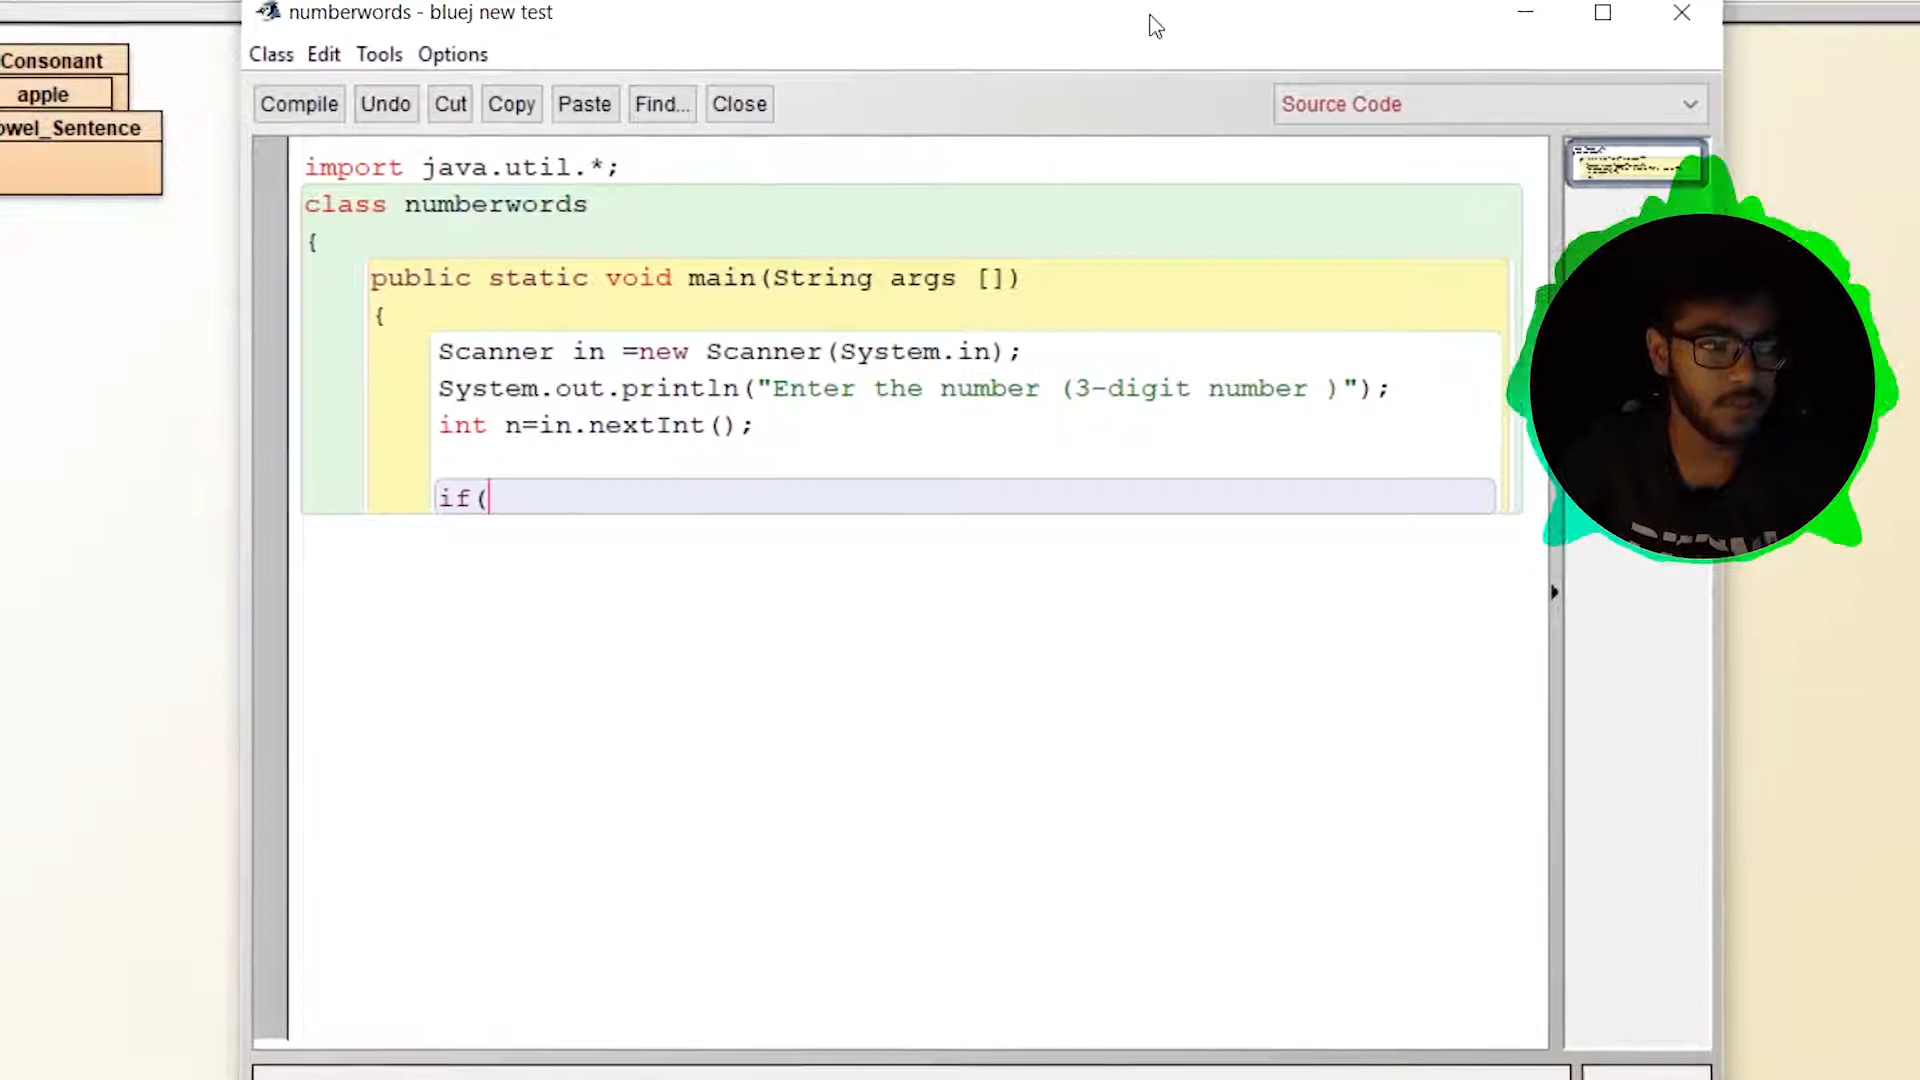 numberwords - bluej new test
Class Edit Tools Options
Compile Undo Cut Copy Paste Find... Close Source Code
Consonant
apple
owel_Sentence
import java.util.*;
class numberwords
{
public static void main(String args [])
{
Scanner in =new Scanner(System.in);
System.out.println("Enter the number (3-digit number )");
int n=in.nextInt();
if(